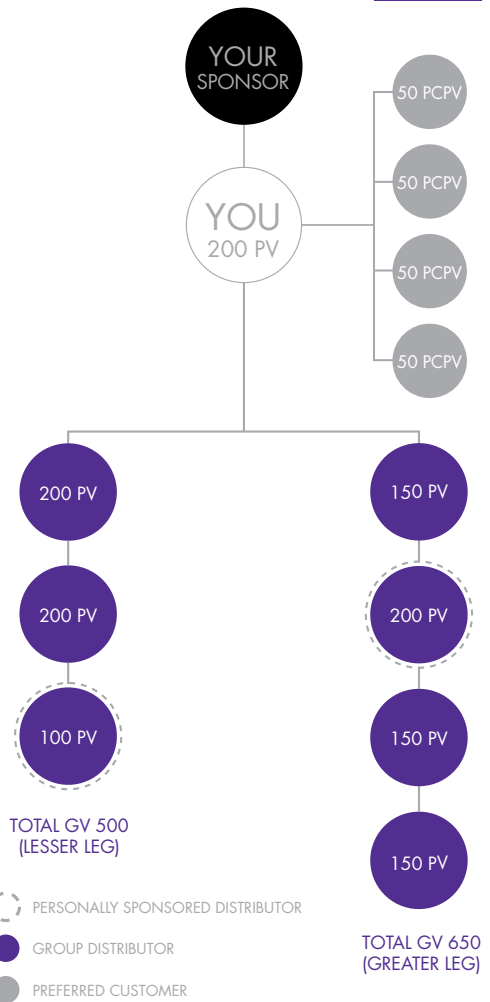 YOUR
SPONSOR
YOU
200 PV
50 PCPV
50 PCPV
50 PCPV
50 PCPV
200 PV
200 PV
100 PV
TOTAL GV 500
(LESSER LEG)
150 PV
200 PV
150 PV
150 PV
TOTAL GV 650
(GREATER LEG)
PERSONALLY SPONSORED DISTRIBUTOR
GROUP DISTRIBUTOR
PREFERRED CUSTOMER